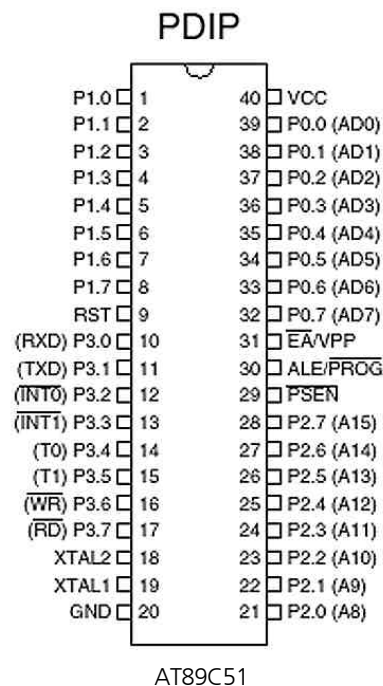 PDIP
P1.0 1 40 VCC
P1.1 2 39 P0.0 (AD0)
P1.2 3 38 P0.1 (AD1)
P1.3 4 37 P0.2 (AD2)
P1.4 5 36 P0.3 (AD3)
P1.5 6 35 P0.4 (AD4)
P1.6 7 34 P0.5 (AD5)
P1.7 8 33 P0.6 (AD6)
RST 9 32 P0.7 (AD7)
(RXD) P3.0 10 31 E̅A̅/VPP
(TXD) P3.1 11 30 ALE/P̅R̅O̅G̅
(I̅N̅T̅0̅) P3.2 12 29 P̅S̅E̅N̅
(I̅N̅T̅1̅) P3.3 13 28 P2.7 (A15)
(T0) P3.4 14 27 P2.6 (A14)
(T1) P3.5 15 26 P2.5 (A13)
(W̅R̅) P3.6 16 25 P2.4 (A12)
(R̅D̅) P3.7 17 24 P2.3 (A11)
XTAL2 18 23 P2.2 (A10)
XTAL1 19 22 P2.1 (A9)
GND 20 21 P2.0 (A8)
AT89C51